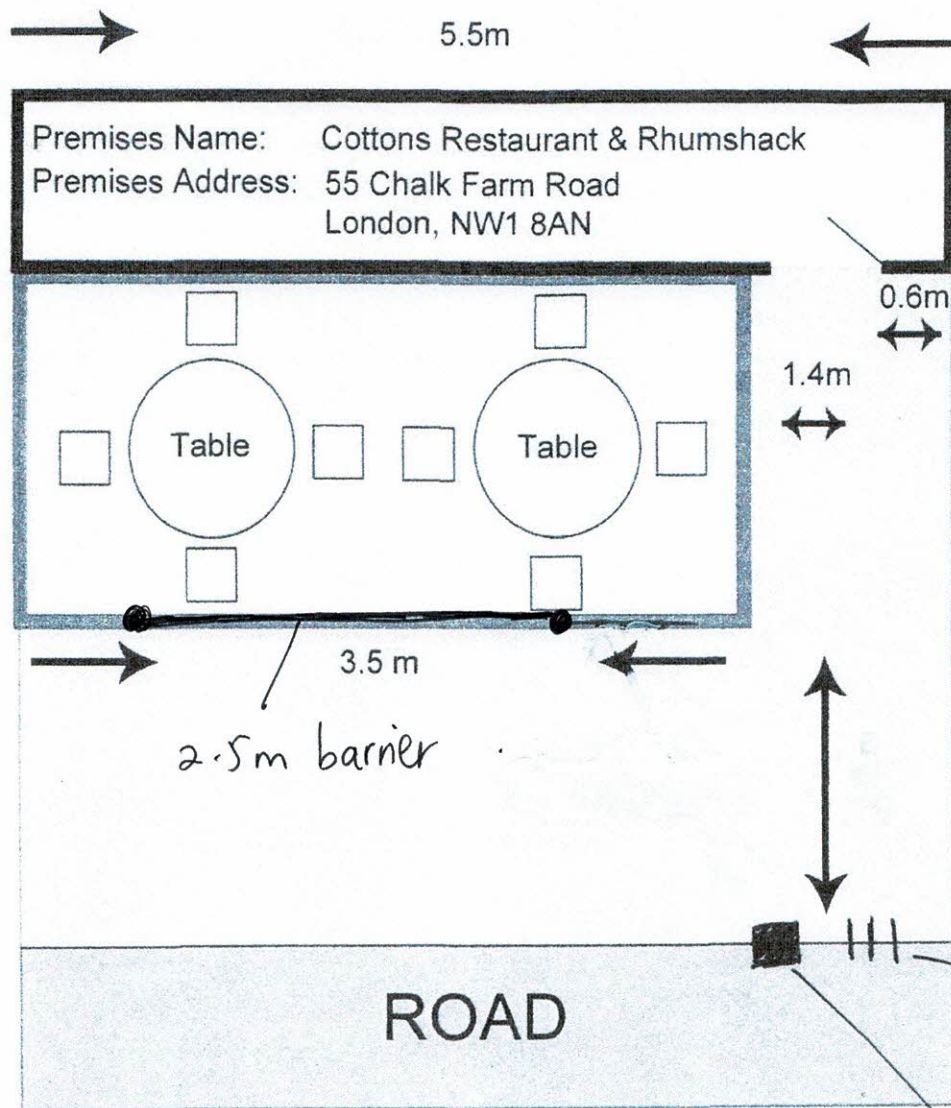 5.5m
Premises Name: Cottons Restaurant & Rhumshack
Premises Address: 55 Chalk Farm Road
London, NW1 8AN
0.6m
1.4m
Table
Table
3.5 m
2.5m barrier
ROAD